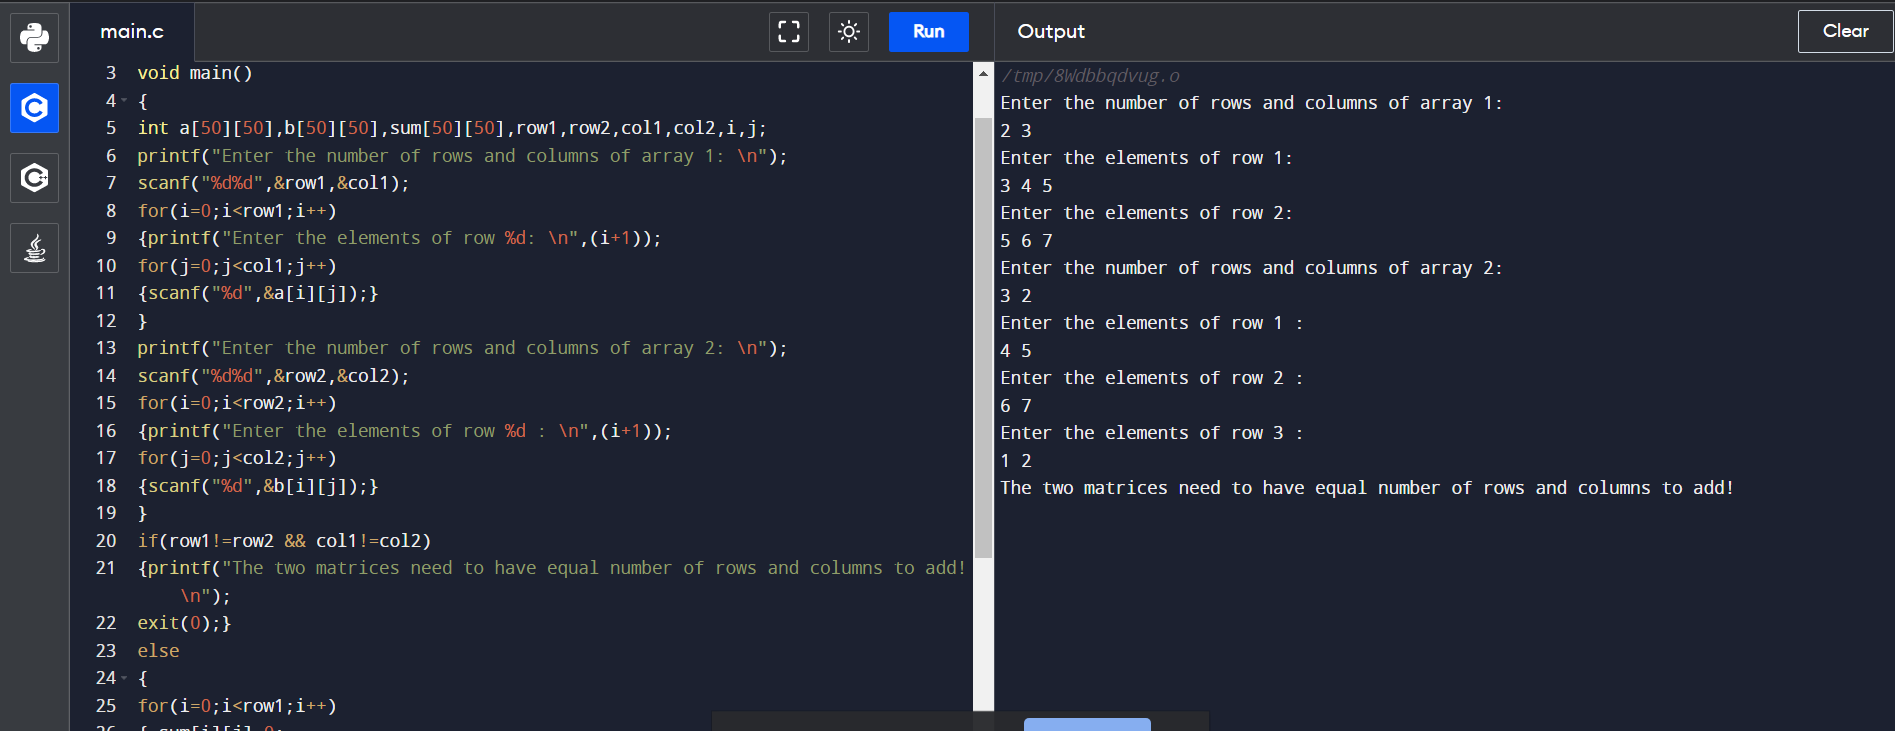 main.c
Run
3 void main()
4 {
5 int a[50][50],b[50][50],sum[50][50],row1,row2,col1,col2,i,j;
6 printf("Enter the number of rows and columns of array 1: \n");
7 scanf("%d%d",&row1,&col1);
8 for(i=0;i<row1;i++)
9 {printf("Enter the elements of row %d: \n",(i+1));
10 for(j=0;j<col1;j++)
11 {scanf("%d",&a[i][j]);}
12 }
13 printf("Enter the number of rows and columns of array 2: \n");
14 scanf("%d%d",&row2,&col2);
15 for(i=0;i<row2;i++)
16 {printf("Enter the elements of row %d : \n",(i+1));
17 for(j=0;j<col2;j++)
18 {scanf("%d",&b[i][j]);}
19 }
20 if(row1!=row2 && col1!=col2)
21 {printf("The two matrices need to have equal number of rows and columns to add!
\n");
22 exit(0);}
23 else
24 {
25 for(i=0;i<row1;i++)
Output
Clear
/tmp/8Wdbbqdvug.o
Enter the number of rows and columns of array 1:
2 3
Enter the elements of row 1:
3 4 5
Enter the elements of row 2:
5 6 7
Enter the number of rows and columns of array 2:
3 2
Enter the elements of row 1 :
4 5
Enter the elements of row 2 :
6 7
Enter the elements of row 3 :
1 2
The two matrices need to have equal number of rows and columns to add!